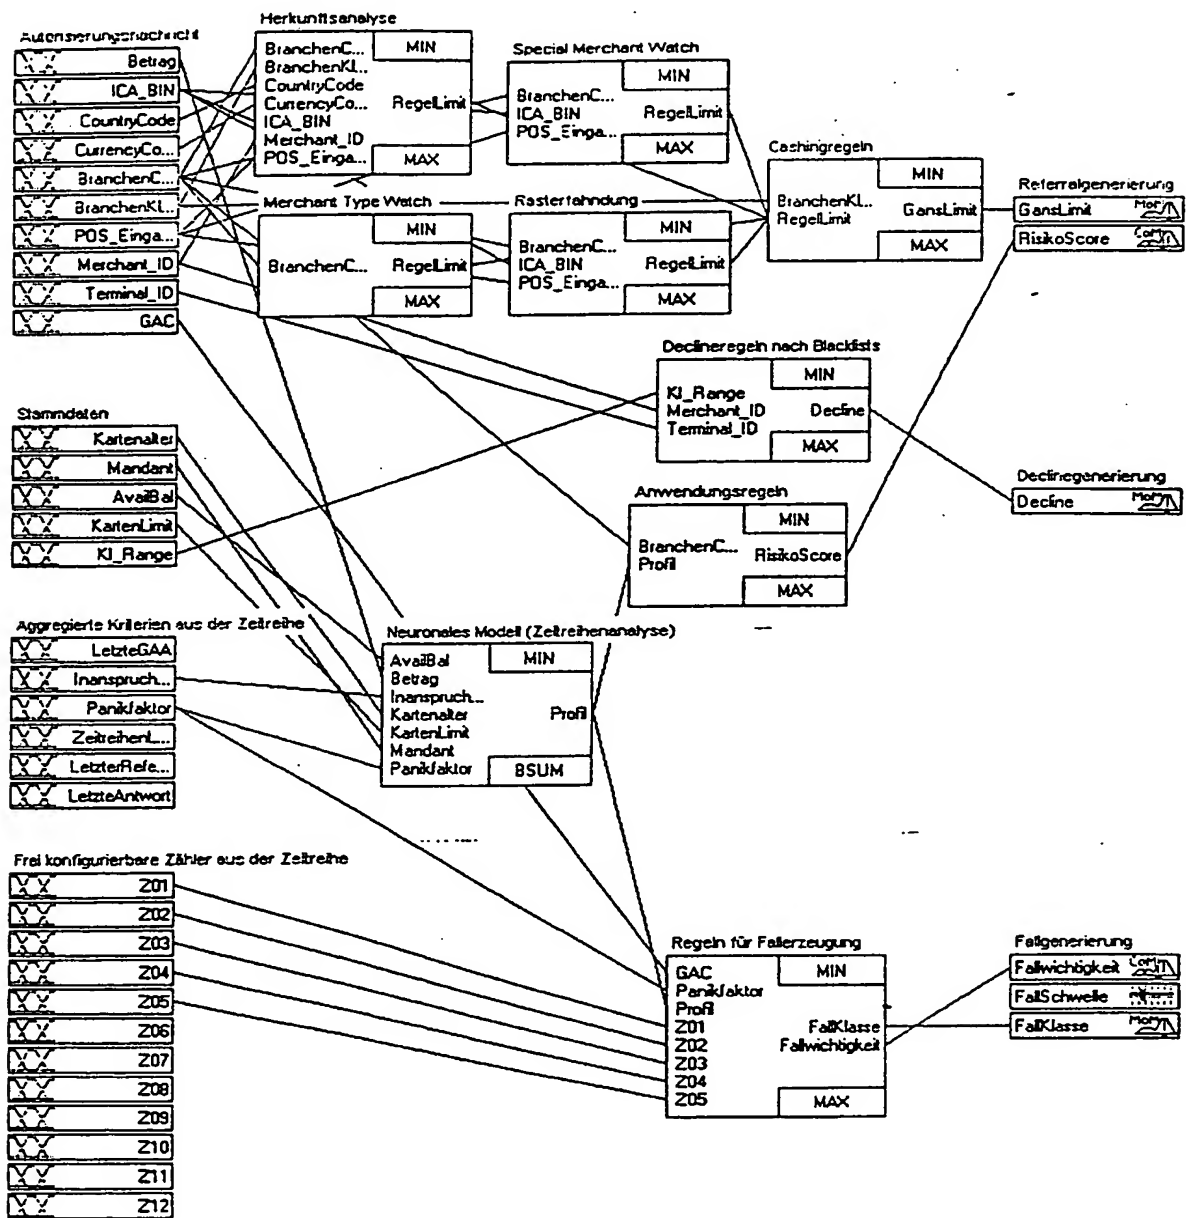 Autorisierungsnachricht
Betrag
ICA_BIN
CountryCode
CurrencyCo...
BranchenC...
BranchenKl...
POS_Einga...
Merchant_ID
Terminal_ID
GAC
Herkunftsanalyse
BranchenC...
BranchenKl...
CountryCode
CurrencyCo...
ICA_BIN
Merchant_ID
POS_Einga...
MIN
RegelLimit
MAX
Special Merchant Watch
BranchenC...
ICA_BIN
POS_Einga...
MIN
RegelLimit
MAX
Merchant Type Watch
BranchenC...
MIN
RegelLimit
MAX
Rasterfahndung
BranchenC...
ICA_BIN
POS_Einga...
MIN
RegelLimit
MAX
Cashingregeln
BranchenKl...
RegelLimit
MIN
GansLimit
MAX
Referralgenerierung
GansLimit
MoM
RisikoScore
CoM
Declineregeln nach Blacklists
KI_Range
Merchant_ID
Terminal_ID
MIN
Decline
MAX
Declinegenerierung
Decline
MoM
Stammdaten
Kartenalter
Mandant
AvailBal
KartenLimit
KI_Range
Anwendungsregeln
BranchenC...
Profil
MIN
RisikoScore
MAX
Aggregierte Kriterien aus der Zeitreihe
LetzteGAA
Inanspruch...
Panikfaktor
ZeitreihenL...
LetzterRefe...
LetzteAntwort
Neuronales Modell (Zeitreihenanalyse)
AvailBal
Betrag
Inanspruch...
Kartenalter
KartenLimit
Mandant
Panikfaktor
MIN
Profil
BSUM
Frei konfigurierbare Zähler aus der Zeitreihe
Z01
Z02
Z03
Z04
Z05
Z06
Z07
Z08
Z09
Z10
Z11
Z12
Regeln für Fallerzeugung
GAC
Panikfaktor
Profil
Z01
Z02
Z03
Z04
Z05
MIN
FallKlasse
Fallwichtigkeit
MAX
Fallgenerierung
Fallwichtigkeit
CoM
FallSchwelle
FallKlasse
MoM